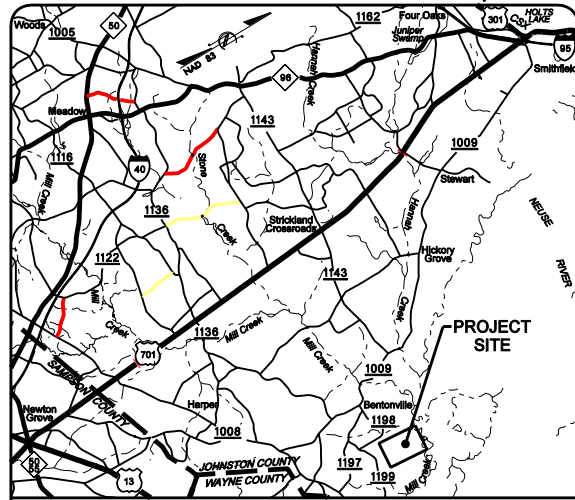 HOLTS
LAKE
301
CSX
Four Oaks
1162
50
Woods
1005
95
Smithfield
Juniper
Swamp
NAD 83
96
Hannah
Creek
Meadow
1143
1009
40
Stone
Creek
1116
Mill
Creek
Stewart
1136
Strickland
Crossroads
Hannah
Creek
NEUSE
RIVER
Hickory
Grove
1122
Mill
Creek
1143
1136
Mill Creek
Mill
Creek
PROJECT
SITE
701
1009
SAMPSON COUNTY
Bentonville
Newton
Grove
Harper
1198
1008
50
55
JOHNSTON COUNTY
WAYNE COUNTY
1197
1199
Mill Creek
13